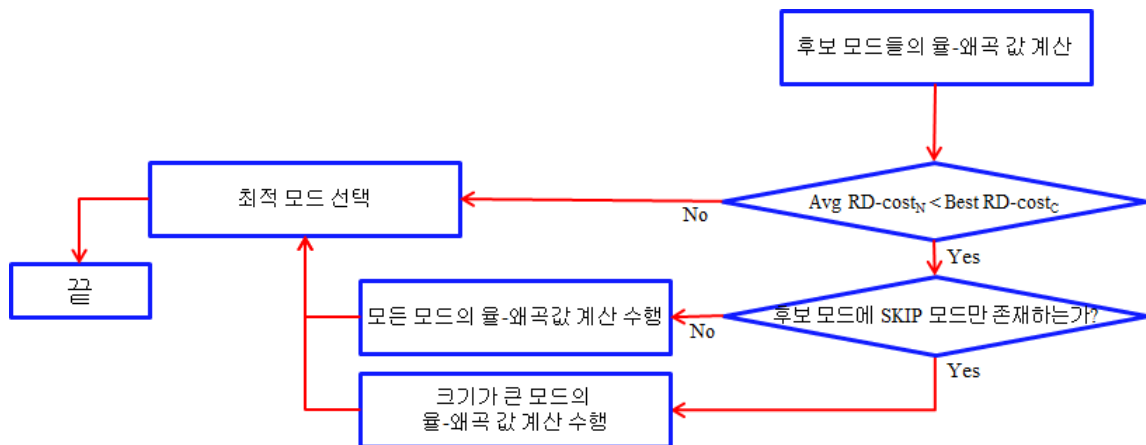 후보 모드들의 율-왜곡 값 계산
최적 모드 선택
No
Avg RD-cost_N < Best RD-cost_C
Yes
끝
모든 모드의 율-왜곡값 계산 수행
No
후보 모드에 SKIP 모드만 존재하는가?
Yes
크기가 큰 모드의
율-왜곡 값 계산 수행